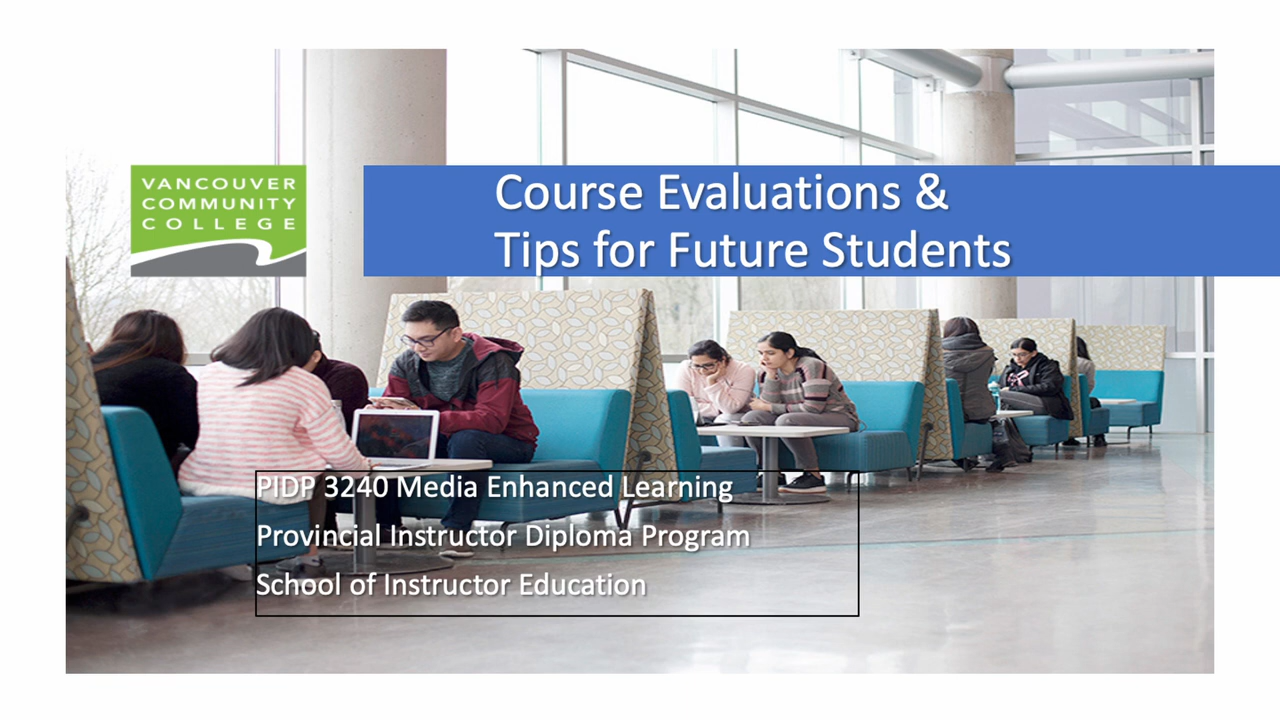 VANCOUVER
COMMUNITY
COLLEGE
Course Evaluations &
Tips for Future Students
PIDP 3240 Media Enhanced Learning
Provincial Instructor Diploma Program
School of Instructor Education